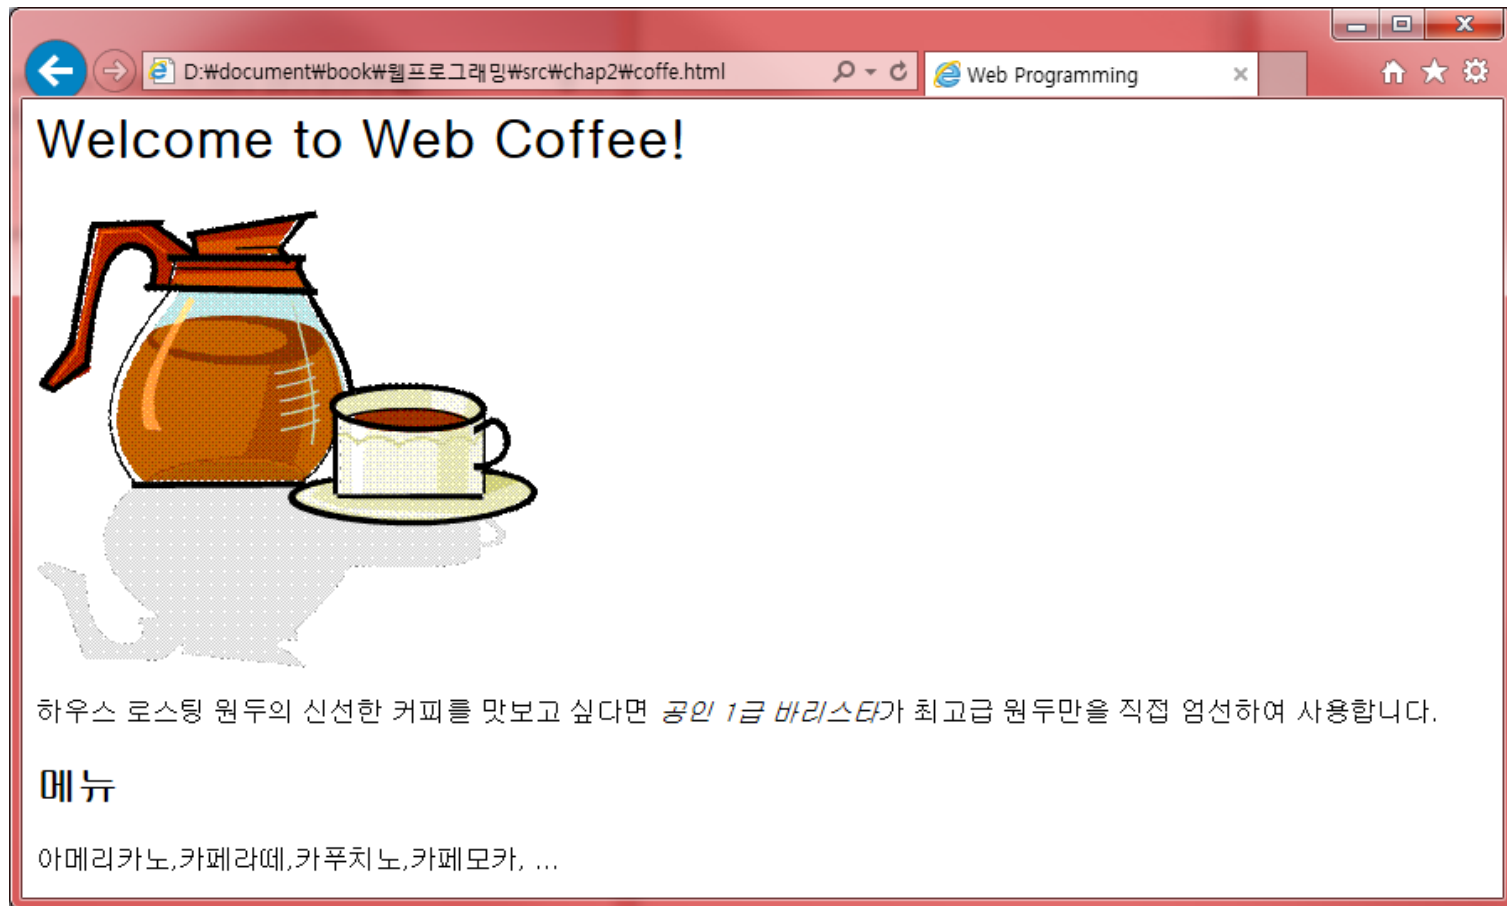 D:₩document₩book₩웹프로그래밍₩src₩chap2₩coffe.html
Web Programming
Welcome to Web Coffee!
하우스 로스팅 원두의 신선한 커피를 맛보고 싶다면 공인 1급 바리스타가 최고급 원두만을 직접 엄선하여 사용합니다.
메뉴
아메리카노,카페라떼,카푸치노,카페모카, ...